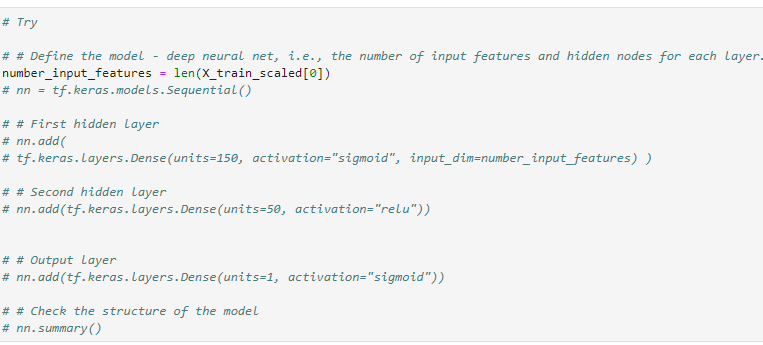 # Try
# # Define the model - deep neural net, i.e., the number of input features and hidden nodes for each layer.
number_input_features = len(X_train_scaled[0])
# nn = tf.keras.models.Sequential()
# # First hidden layer
# nn.add(
# tf.keras.layers.Dense(units=150, activation="sigmoid", input_dim=number_input_features) )
# # Second hidden layer
# nn.add(tf.keras.layers.Dense(units=50, activation="relu"))
# # Output layer
# nn.add(tf.keras.layers.Dense(units=1, activation="sigmoid"))
# # Check the structure of the model
# nn.summary()